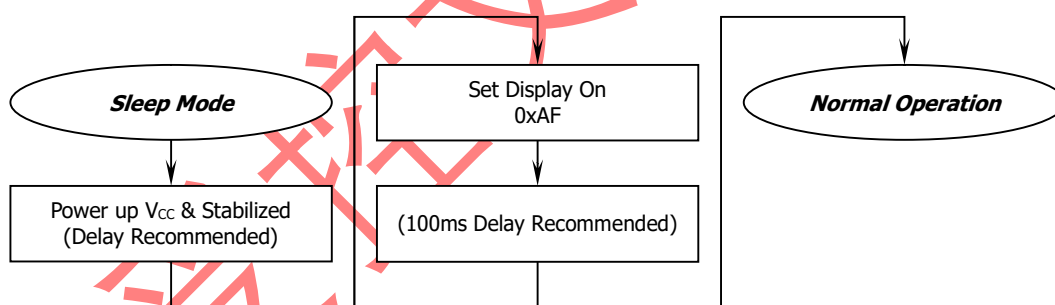 Sleep Mode
Power up VCC & Stabilized
(Delay Recommended)
Set Display On
0xAF
(100ms Delay Recommended)
Normal Operation